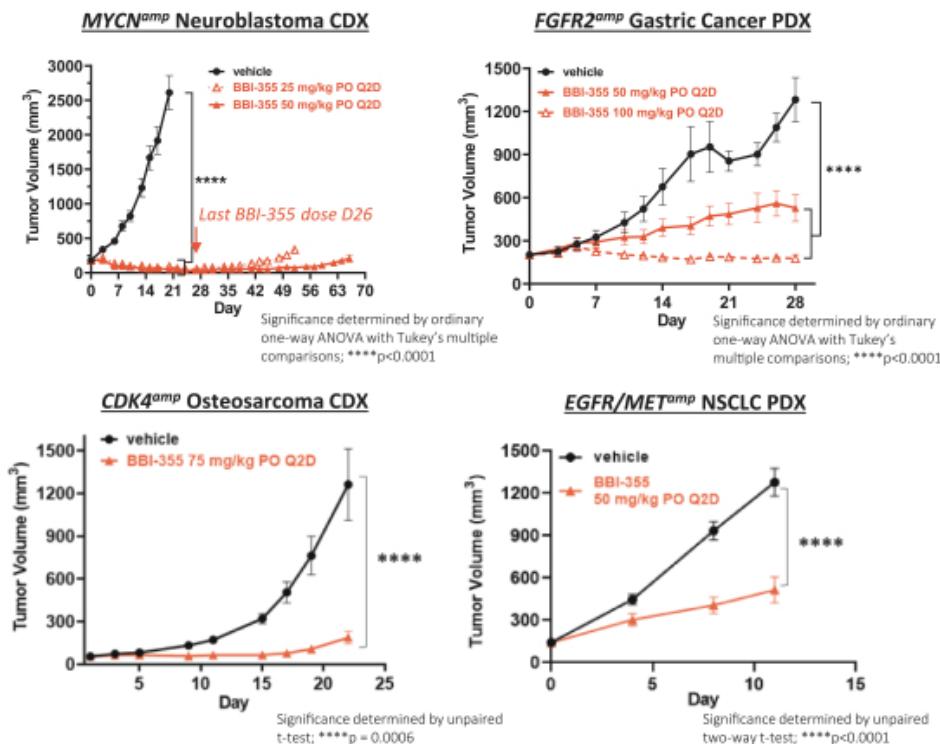 MYCNamp Neuroblastoma CDX
Tumor Volume (mm3)
3000
2500
2000
1500
1000
500
0
vehicle
BBI-355 25 mg/kg PO Q2D
BBI-355 50 mg/kg PO Q2D
****
Last BBI-355 dose D26
0 7 14 21 28 35 42 49 56 63 70
Day
Significance determined by ordinary
one-way ANOVA with Tukey's multiple
comparisons; ****p<0.0001
FGFR2amp Gastric Cancer PDX
Tumor Volume (mm3)
1500
1200
900
600
300
0
vehicle
BBI-355 50 mg/kg PO Q2D
BBI-355 100 mg/kg PO Q2D
****
0 7 14 21 28
Day
Significance determined by ordinary
one-way ANOVA with Tukey's
multiple comparisons; ****p<0.0001
CDK4amp Osteosarcoma CDX
Tumor Volume (mm3)
1500
1200
900
600
300
0
vehicle
BBI-355 75 mg/kg PO Q2D
****
5 10 15 20 25
Day
Significance determined by unpaired
t-test; ****p = 0.0006
EGFR/METamp NSCLC PDX
Tumor Volume (mm3)
1500
1200
900
600
300
0
vehicle
BBI-355
50 mg/kg PO Q2D
****
0 5 10 15
Day
Significance determined by unpaired
two-way t-test; ****p<0.0001